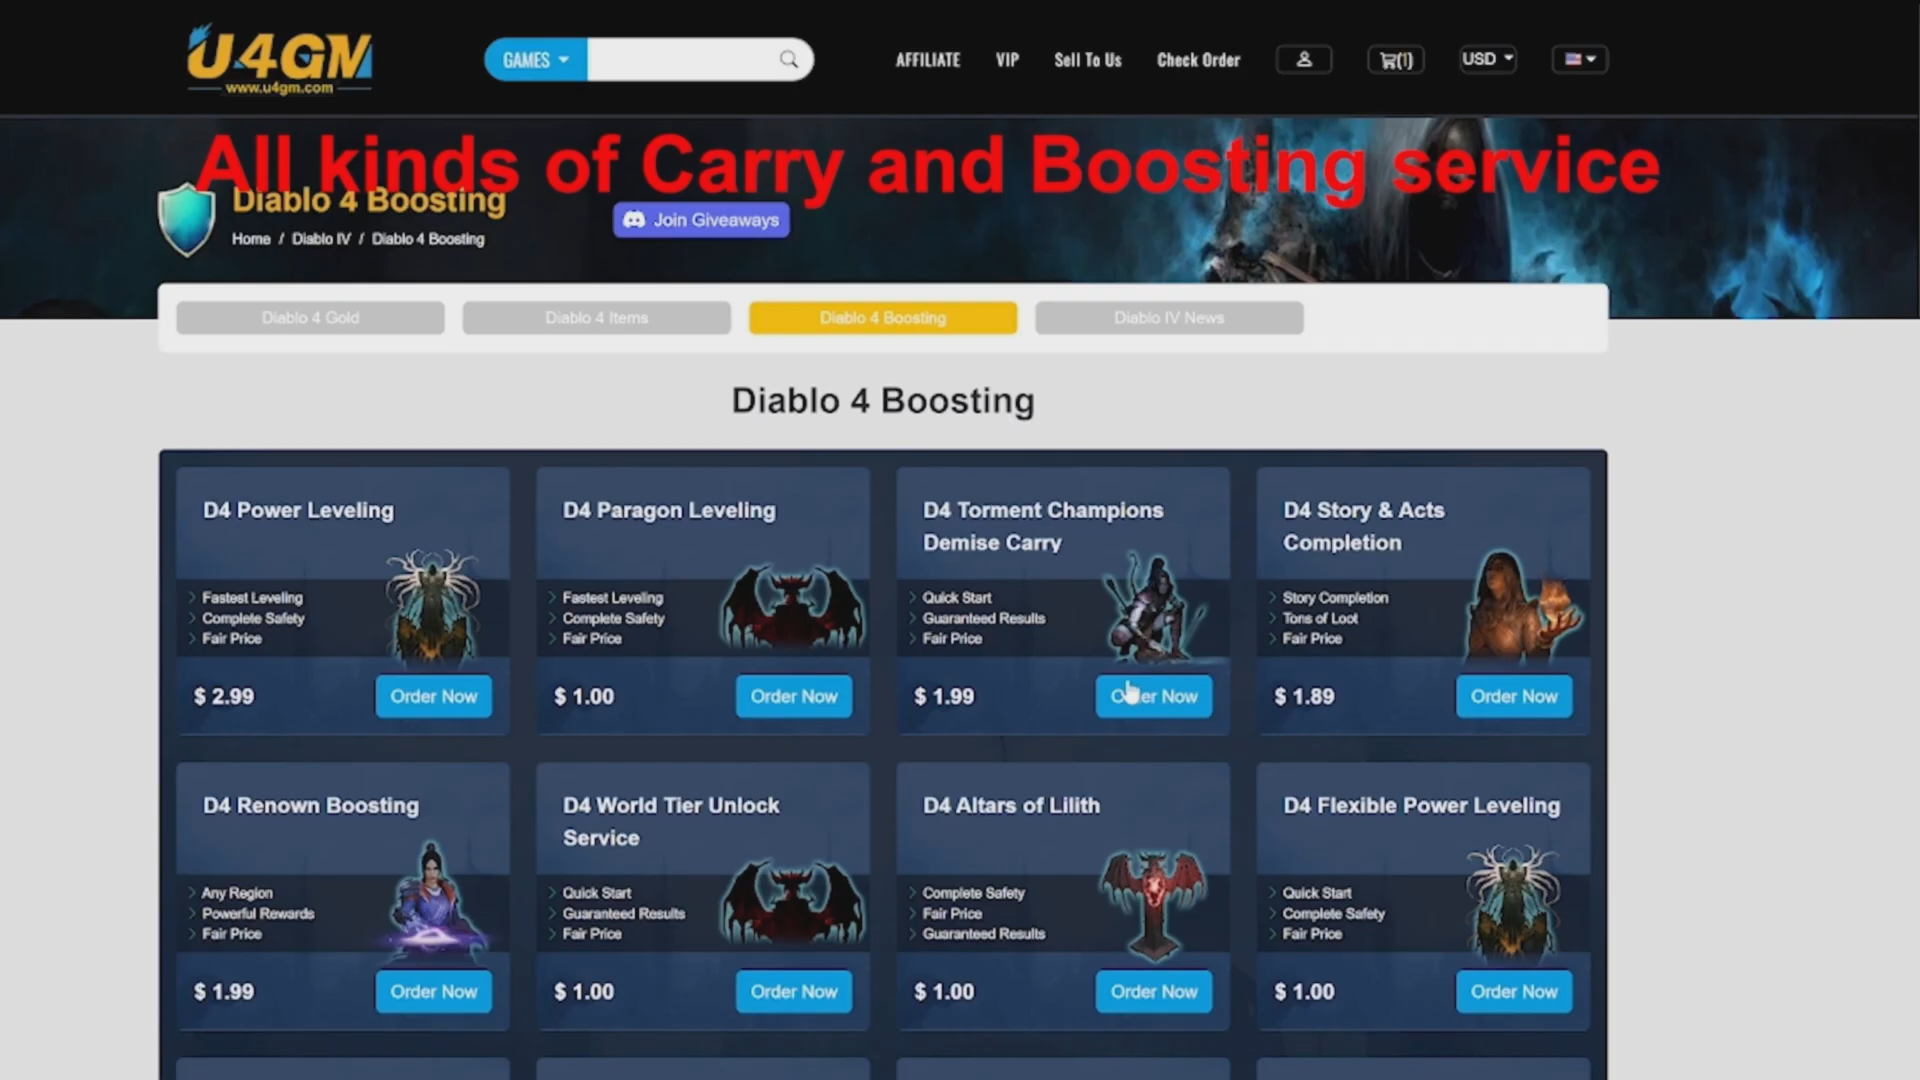 U4GM
www.u4gm.com
GAMES
AFFILIATE
VIP
Sell To Us
Check Order
(1)
USD
All kinds of Carry and Boosting service
Diablo 4 Boosting
Home / Diablo IV / Diablo 4 Boosting
Join Giveaways
Diablo 4 Gold
Diablo 4 Items
Diablo 4 Boosting
Diablo IV News
Diablo 4 Boosting
D4 Power Leveling
Fastest Leveling
Complete Safety
Fair Price
$ 2.99
Order Now
D4 Paragon Leveling
Fastest Leveling
Complete Safety
Fair Price
$ 1.00
Order Now
D4 Torment Champions
Demise Carry
Quick Start
Guaranteed Results
Fair Price
$ 1.99
Order Now
D4 Story & Acts
Completion
Story Completion
Tons of Loot
Fair Price
$ 1.89
Order Now
D4 Renown Boosting
Any Region
Powerful Rewards
Fair Price
$ 1.99
Order Now
D4 World Tier Unlock
Service
Quick Start
Guaranteed Results
Fair Price
$ 1.00
Order Now
D4 Altars of Lilith
Complete Safety
Fair Price
Guaranteed Results
$ 1.00
Order Now
D4 Flexible Power Leveling
Quick Start
Complete Safety
Fair Price
$ 1.00
Order Now